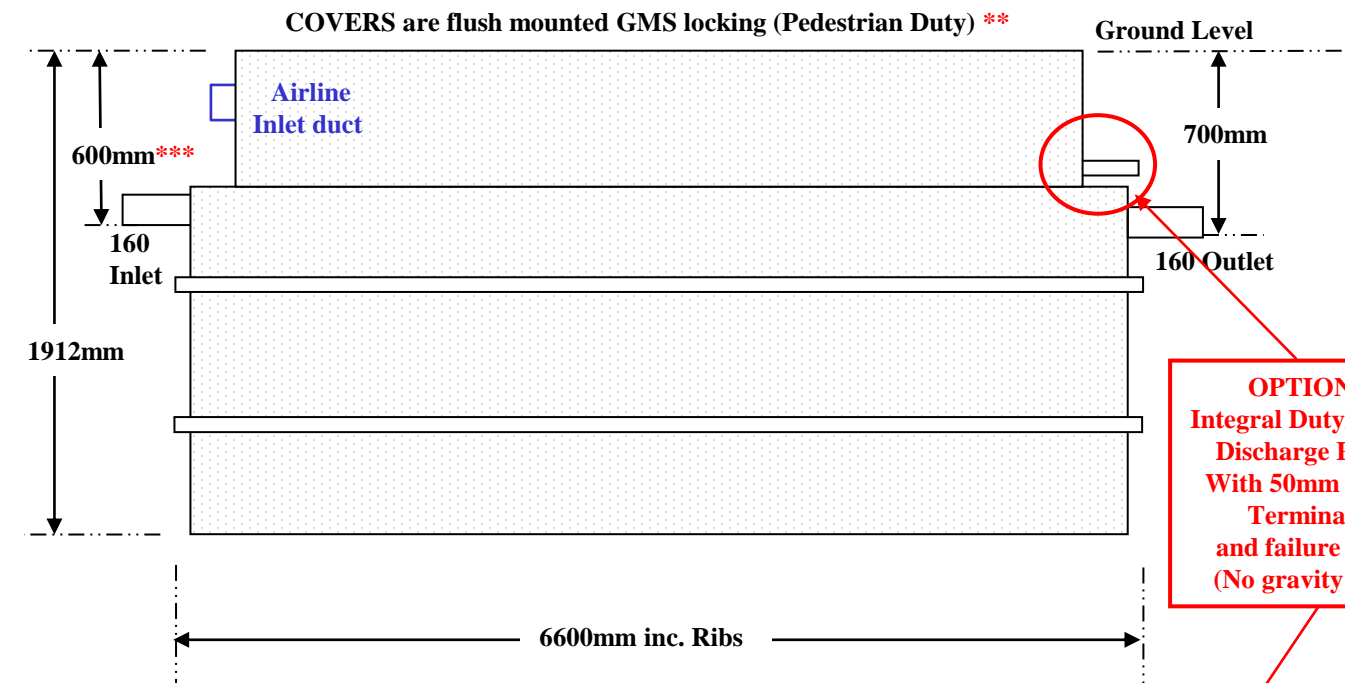 COVERS are flush mounted GMS locking (Pedestrian Duty) **
Ground Level
Airline
Inlet duct
700mm
600mm***
160
Inlet
160 Outlet
1912mm
OPTION
Integral Duty
Discharge
With 50mm
Termina
and failure
(No gravity
6600mm inc. Ribs